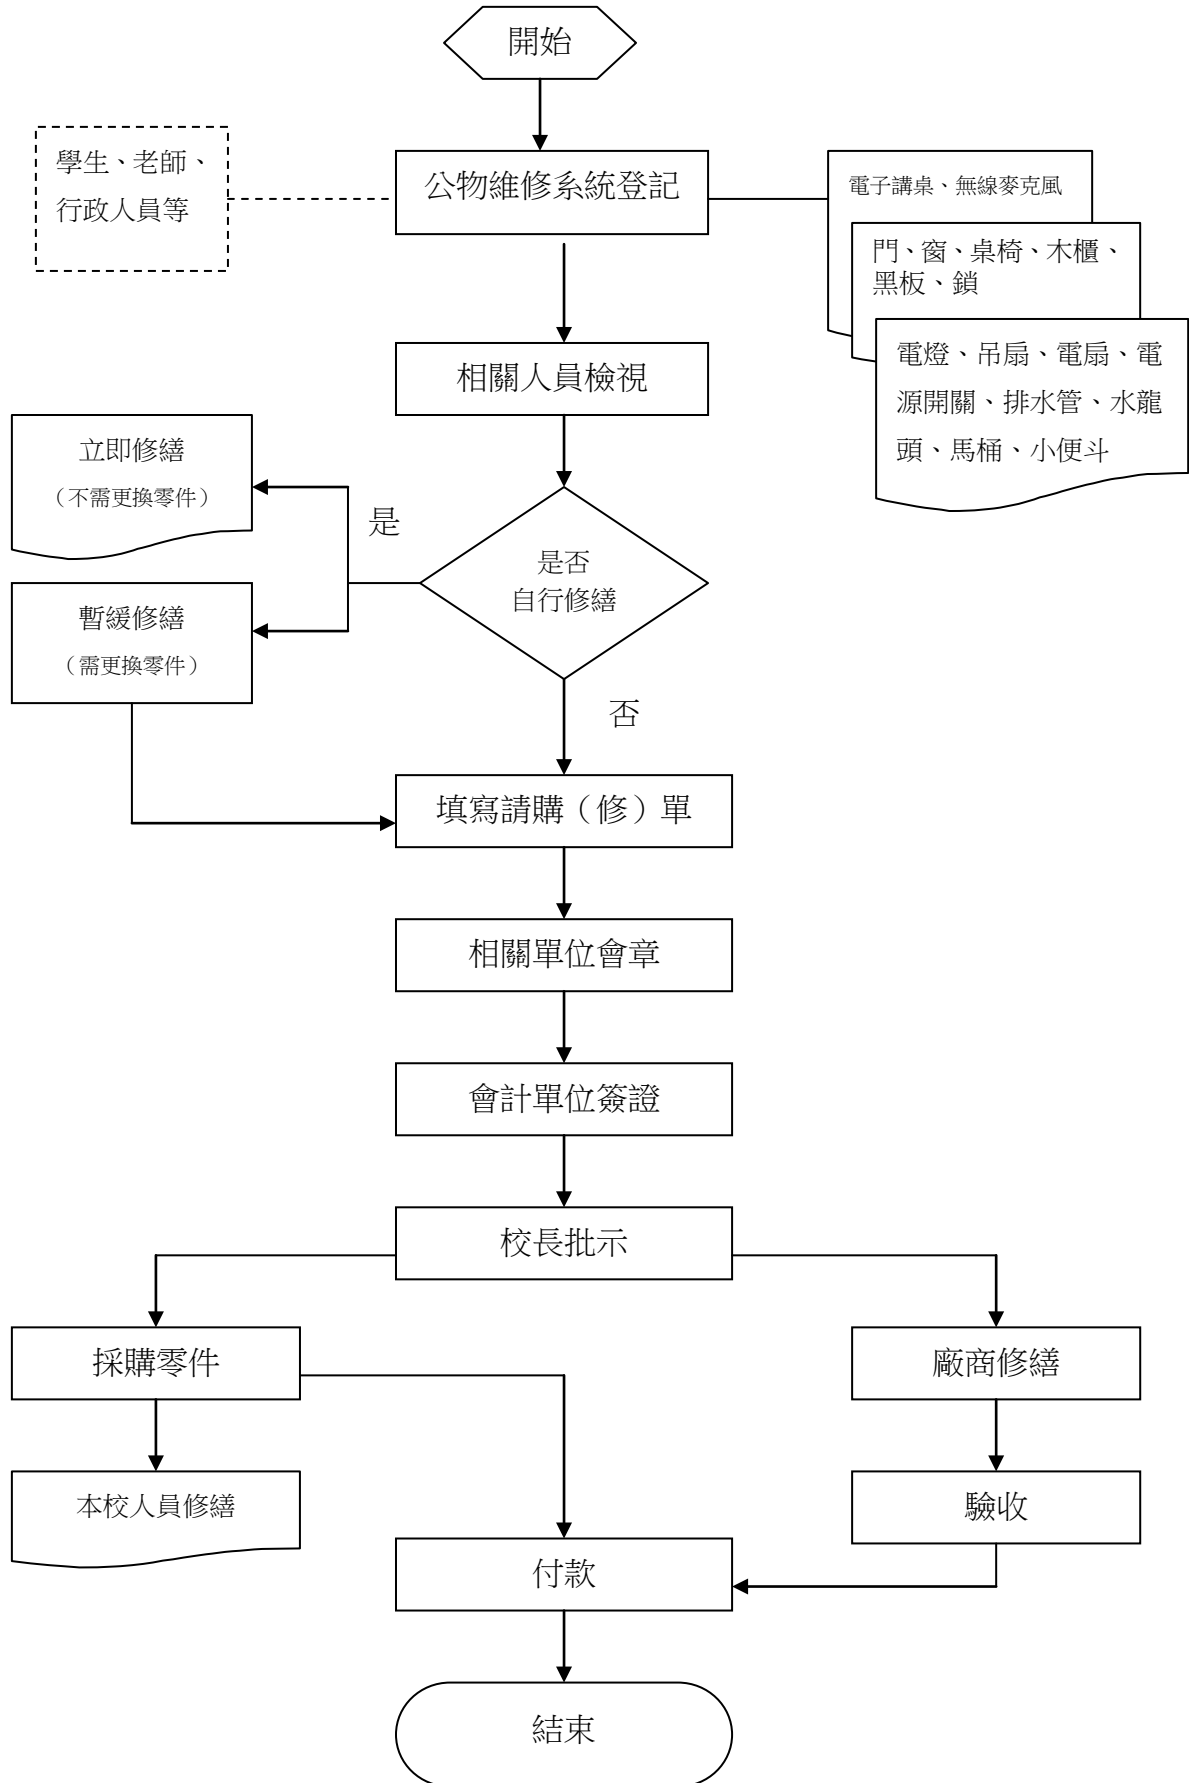 開始
學生、老師、
行政人員等
公物維修系統登記
電子講桌、無線麥克風
門、窗、桌椅、木櫃、
黑板、鎖
電燈、吊扇、電扇、電
源開關、排水管、水龍
頭、馬桶、小便斗
相關人員檢視
立即修繕
（不需更換零件）
是
是否
自行修繕
暫緩修繕
（需更換零件）
否
填寫請購（修）單
相關單位會章
會計單位簽證
校長批示
採購零件
廠商修繕
本校人員修繕
驗收
付款
結束